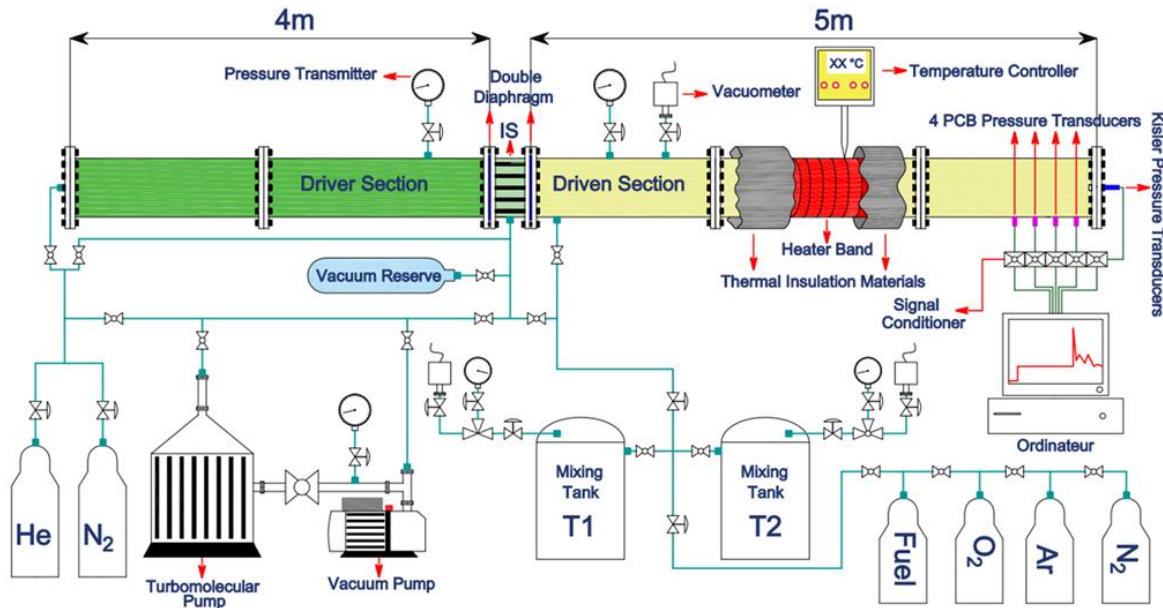 4m
5m
Pressure Transmitter
Double
Diaphragm
IS
Vacuometer
XX °C
Temperature Controller
4 PCB Pressure Transducers
Kisler Pressure Transducers
Driver Section
Driven Section
Heater Band
Thermal Insulation Materials
Vacuum Reserve
Signal
Conditioner
Ordinateur
He
N2
Turbomolecular
Pump
Vacuum Pump
Mixing
Tank
T1
Mixing
Tank
T2
Fuel
O2
Ar
N2